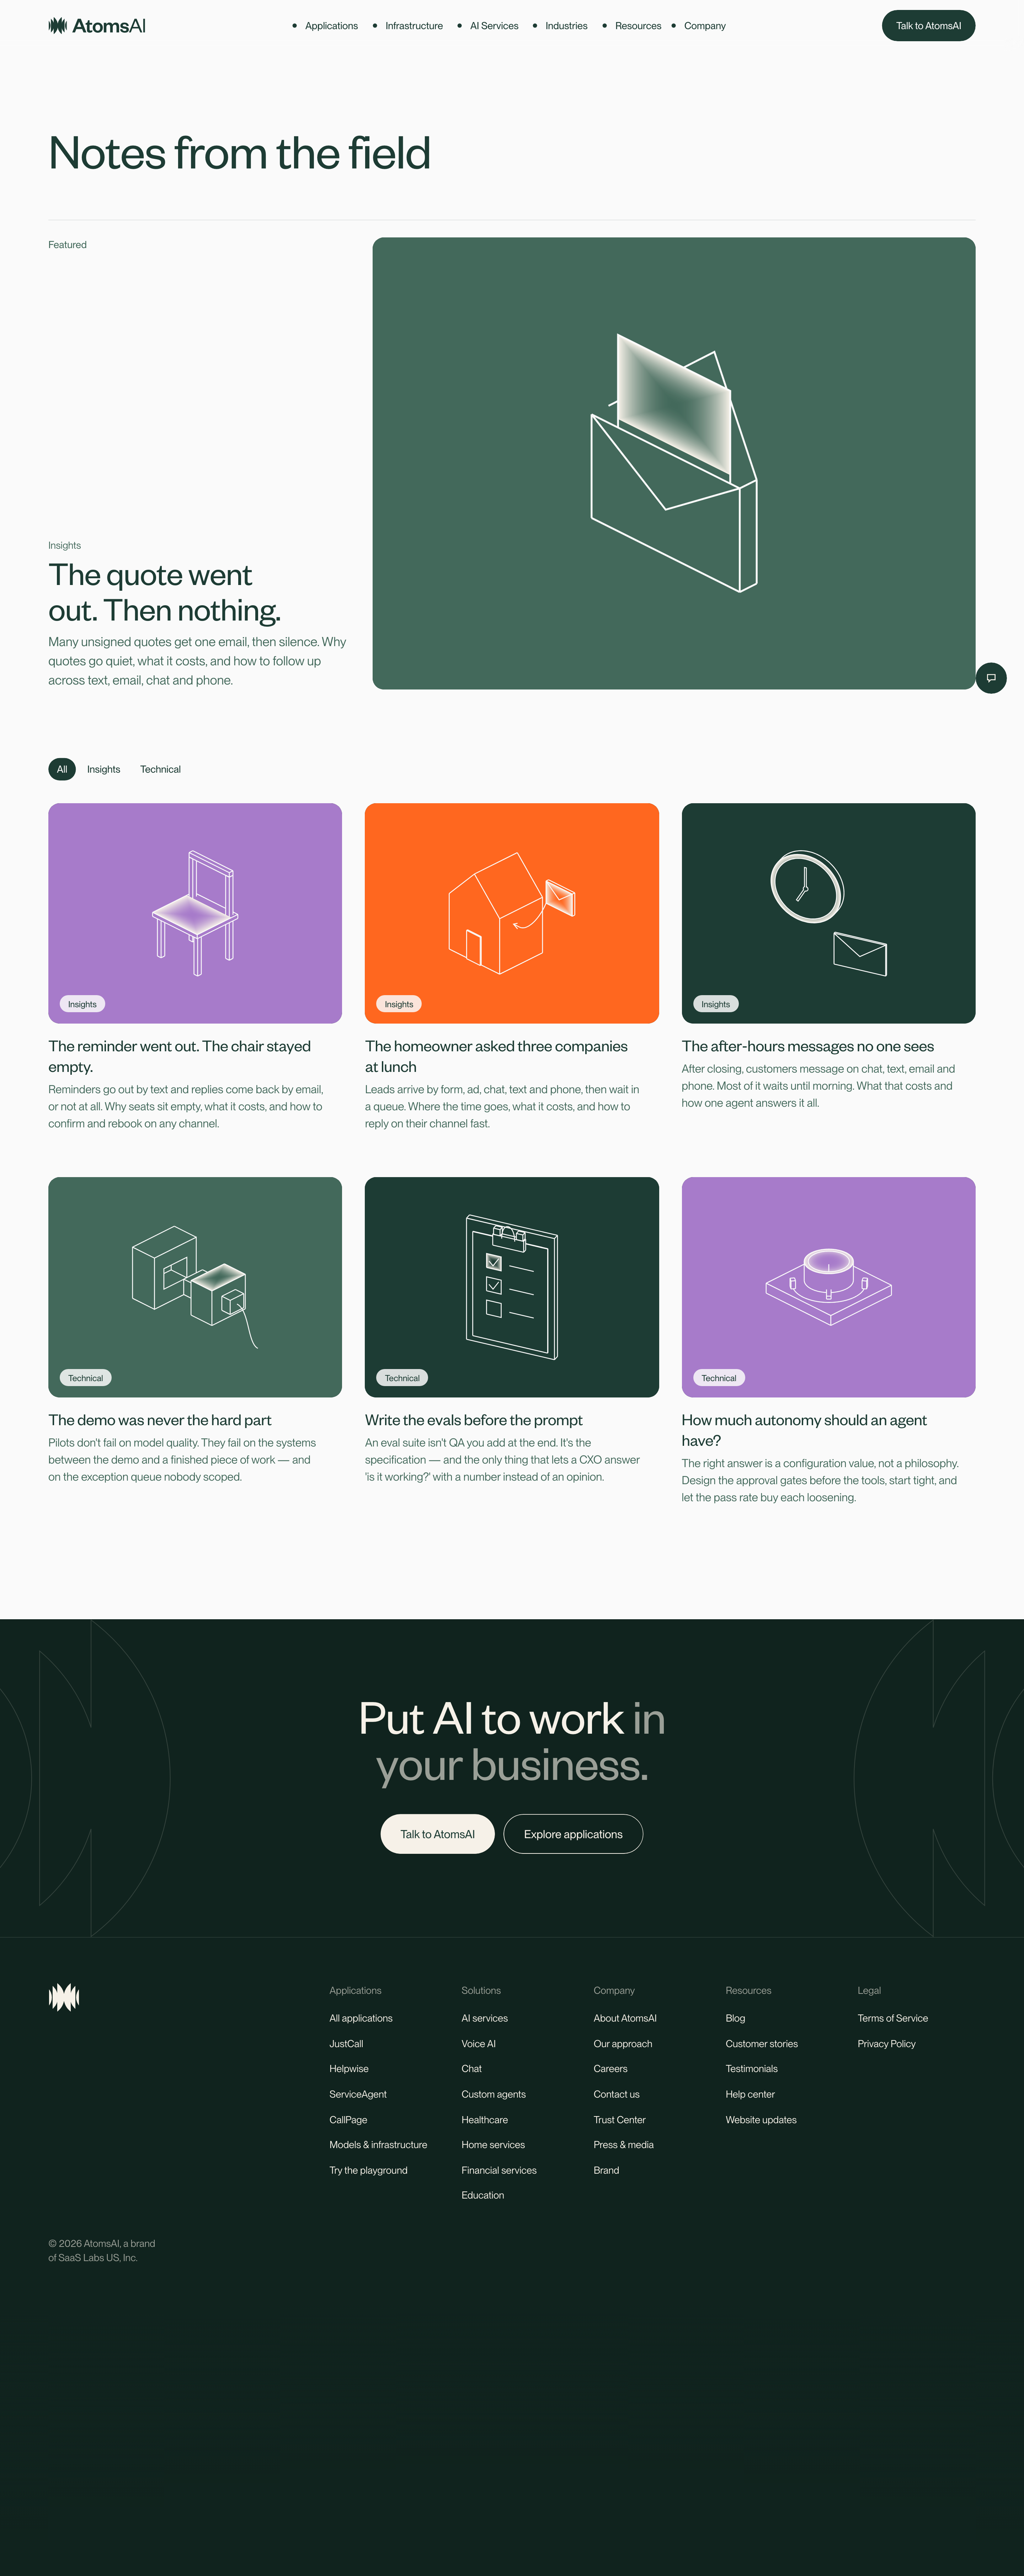 AtomsAI
Applications
Infrastructure
AI Services
Industries
Resources
Company
Talk to AtomsAI
Notes from the field
Featured
Insights
The quote went
out. Then nothing.
Many unsigned quotes get one email, then silence. Why
quotes go quiet, what it costs, and how to follow up
across text, email, chat and phone.
All
Insights
Technical
Insights
The reminder went out. The chair stayed
empty.
Reminders go out by text and replies come back by email,
or not at all. Why seats sit empty, what it costs, and how to
confirm and rebook on any channel.
Insights
The homeowner asked three companies
at lunch
Leads arrive by form, ad, chat, text and phone, then wait in
a queue. Where the time goes, what it costs, and how to
reply on their channel fast.
Insights
The after-hours messages no one sees
After closing, customers message on chat, text, email and
phone. Most of it waits until morning. What that costs and
how one agent answers it all.
Technical
The demo was never the hard part
Pilots don't fail on model quality. They fail on the systems
between the demo and a finished piece of work — and
on the exception queue nobody scoped.
Technical
Write the evals before the prompt
An eval suite isn't QA you add at the end. It's the
specification — and the only thing that lets a CXO answer
'is it working?' with a number instead of an opinion.
Technical
How much autonomy should an agent
have?
The right answer is a configuration value, not a philosophy.
Design the approval gates before the tools, start tight, and
let the pass rate buy each loosening.
Put AI to work in
your business.
Talk to AtomsAI
Explore applications
Applications
All applications
JustCall
Helpwise
ServiceAgent
CallPage
Models & infrastructure
Try the playground
Solutions
AI services
Voice AI
Chat
Custom agents
Healthcare
Home services
Financial services
Education
Company
About AtomsAI
Our approach
Careers
Contact us
Trust Center
Press & media
Brand
Resources
Blog
Customer stories
Testimonials
Help center
Website updates
Legal
Terms of Service
Privacy Policy
© 2026 AtomsAI, a brand
of SaaS Labs US, Inc.